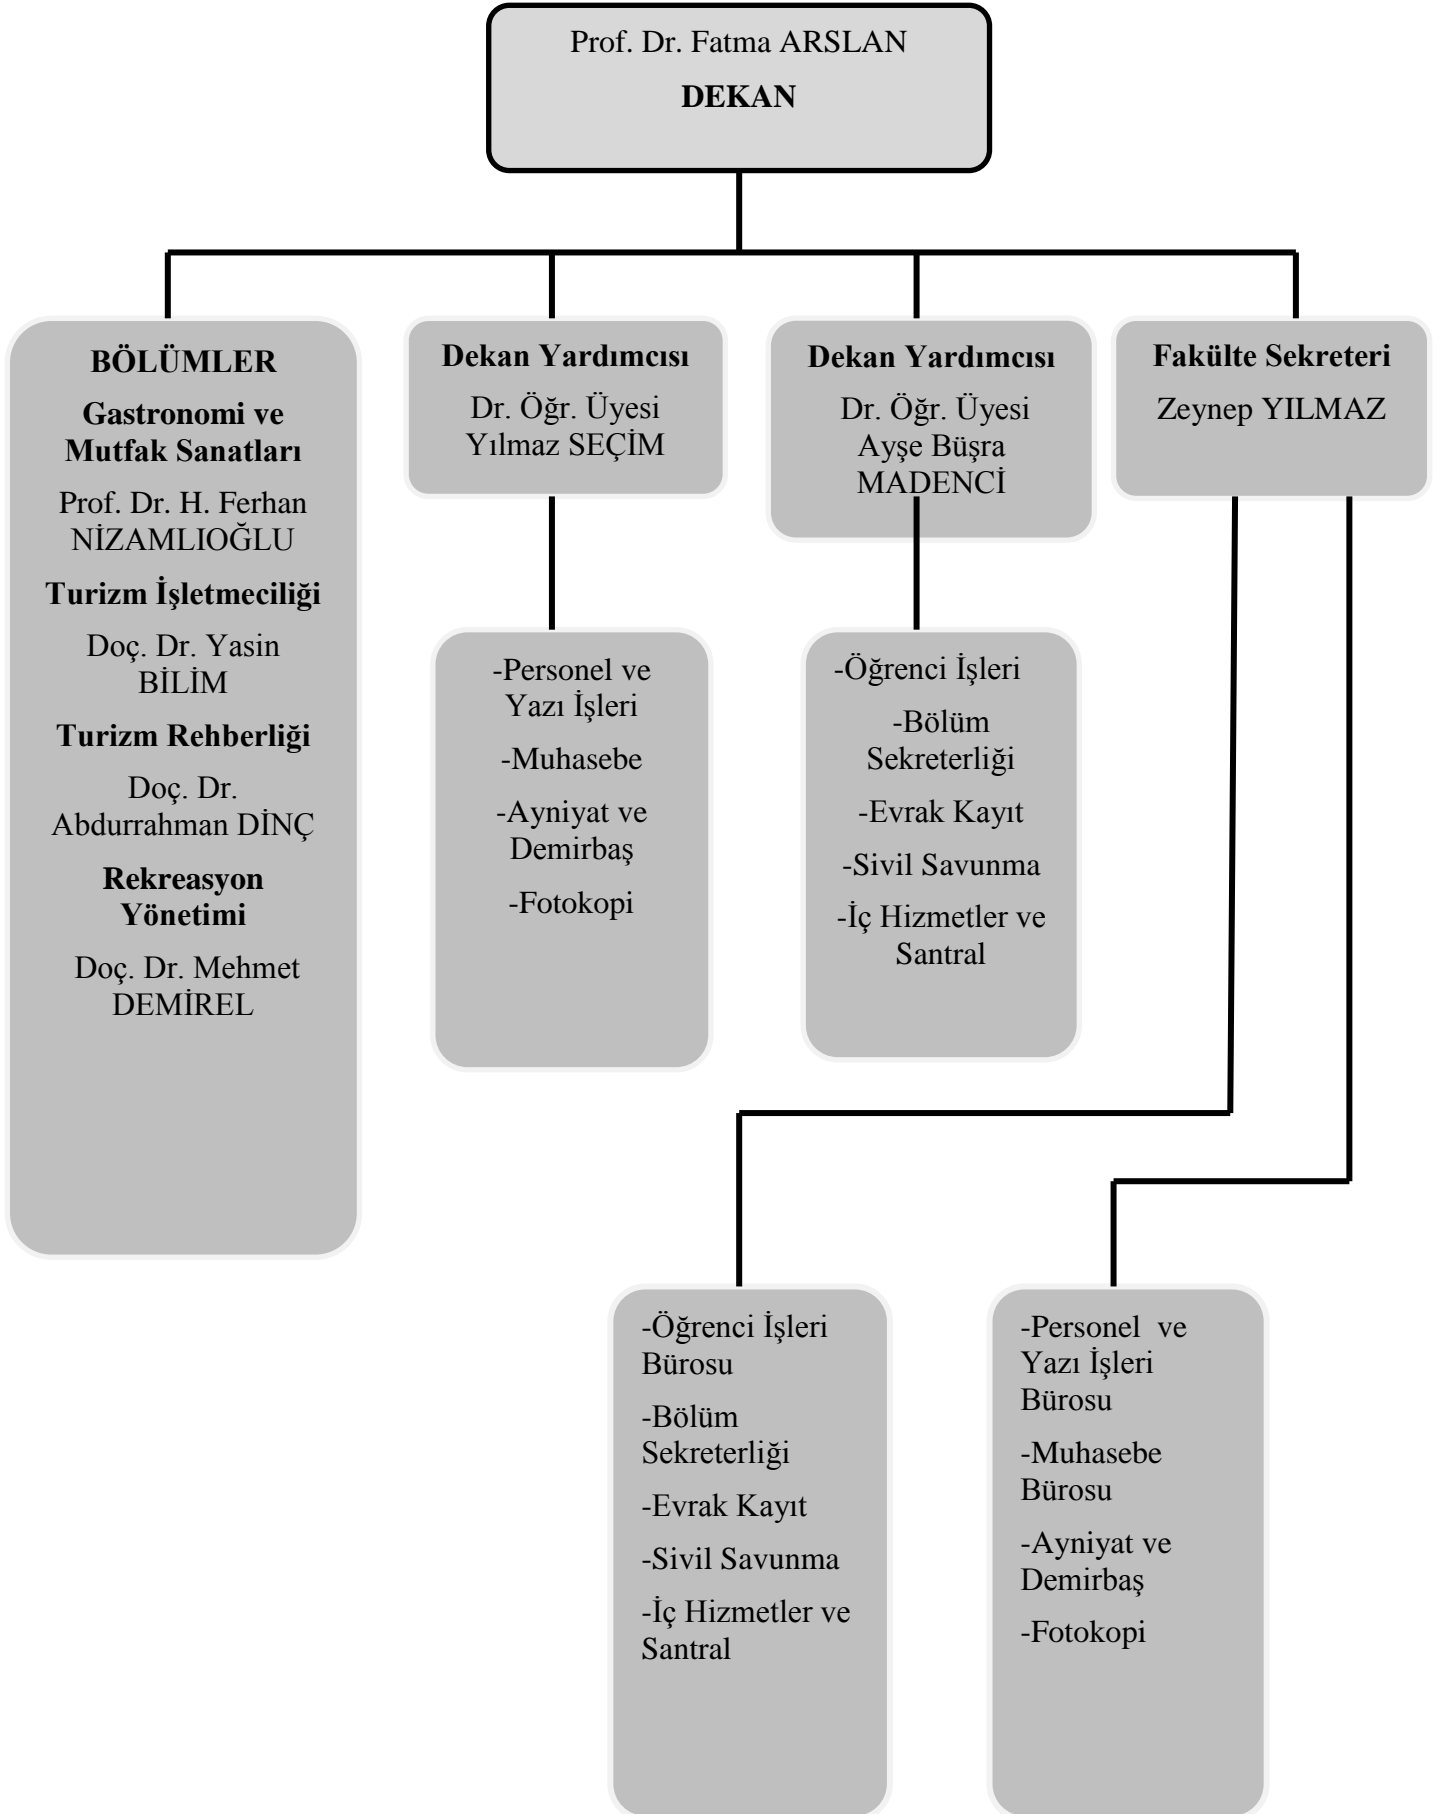 Prof. Dr. Fatma ARSLAN
DEKAN
BÖLÜMLER
Gastronomi ve
Mutfak Sanatları
Prof. Dr. H. Ferhan
NİZAMLIOĞLU
Turizm İşletmeciliği
Doç. Dr. Yasin
BİLİM
Turizm Rehberliği
Doç. Dr.
Abdurrahman DİNÇ
Rekreasyon
Yönetimi
Doç. Dr. Mehmet
DEMİREL
Dekan Yardımcısı
Dr. Öğr. Üyesi
Yılmaz SEÇİM
Dekan Yardımcısı
Dr. Öğr. Üyesi
Ayşe Büşra
MADENCİ
Fakülte Sekreteri
Zeynep YILMAZ
-Personel ve
Yazı İşleri
-Muhasebe
-Ayniyat ve
Demirbaş
-Fotokopi
-Öğrenci İşleri
-Bölüm
Sekreterliği
-Evrak Kayıt
-Sivil Savunma
-İç Hizmetler ve
Santral
-Öğrenci İşleri
Bürosu
-Bölüm
Sekreterliği
-Evrak Kayıt
-Sivil Savunma
-İç Hizmetler ve
Santral
-Personel  ve
Yazı İşleri
Bürosu
-Muhasebe
Bürosu
-Ayniyat ve
Demirbaş
-Fotokopi